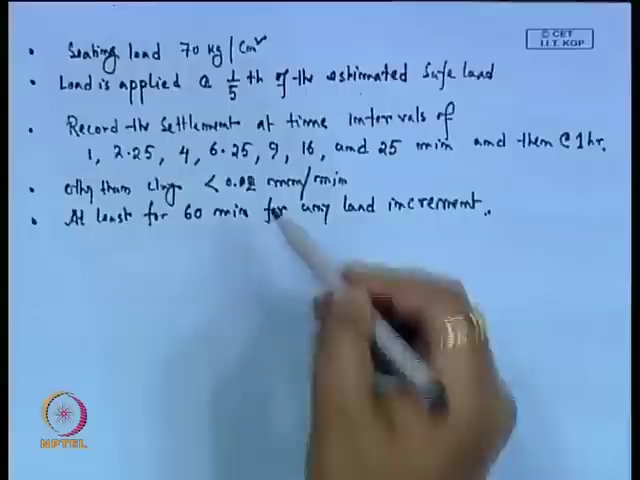 © CET
I.I.T. KGP
• Seating load 70 kg/cm²
• Load is applied @ 1/5 th of the estimated safe load
• Record the settlement at time intervals of
1, 2.25, 4, 6.25, 9, 16, and 25 min and then @ 1 hr.
• than < 0.02 mm/min
• At least for 60 min for any load increment..
NPTEL